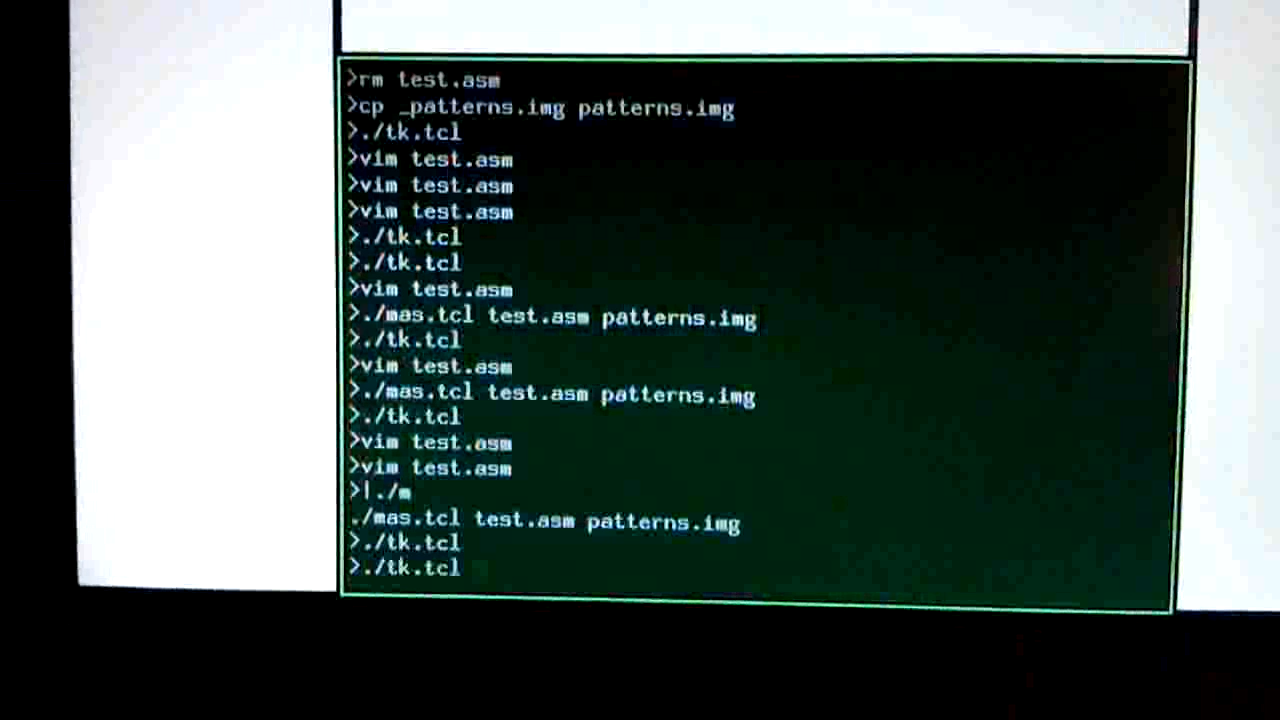 >rm test.asm
>cp _patterns.img patterns.img
>./tk.tcl
>vim test.asm
>vim test.asm
>vim test.asm
>./tk.tcl
>./tk.tcl
>vim test.asm
>./mas.tcl test.asm patterns.img
>./tk.tcl
>vim test.asm
>./mas.tcl test.asm patterns.img
>./tk.tcl
>vim test.asm
>vim test.asm
>!./m
./mas.tcl test.asm patterns.img
>./tk.tcl
>./tk.tcl